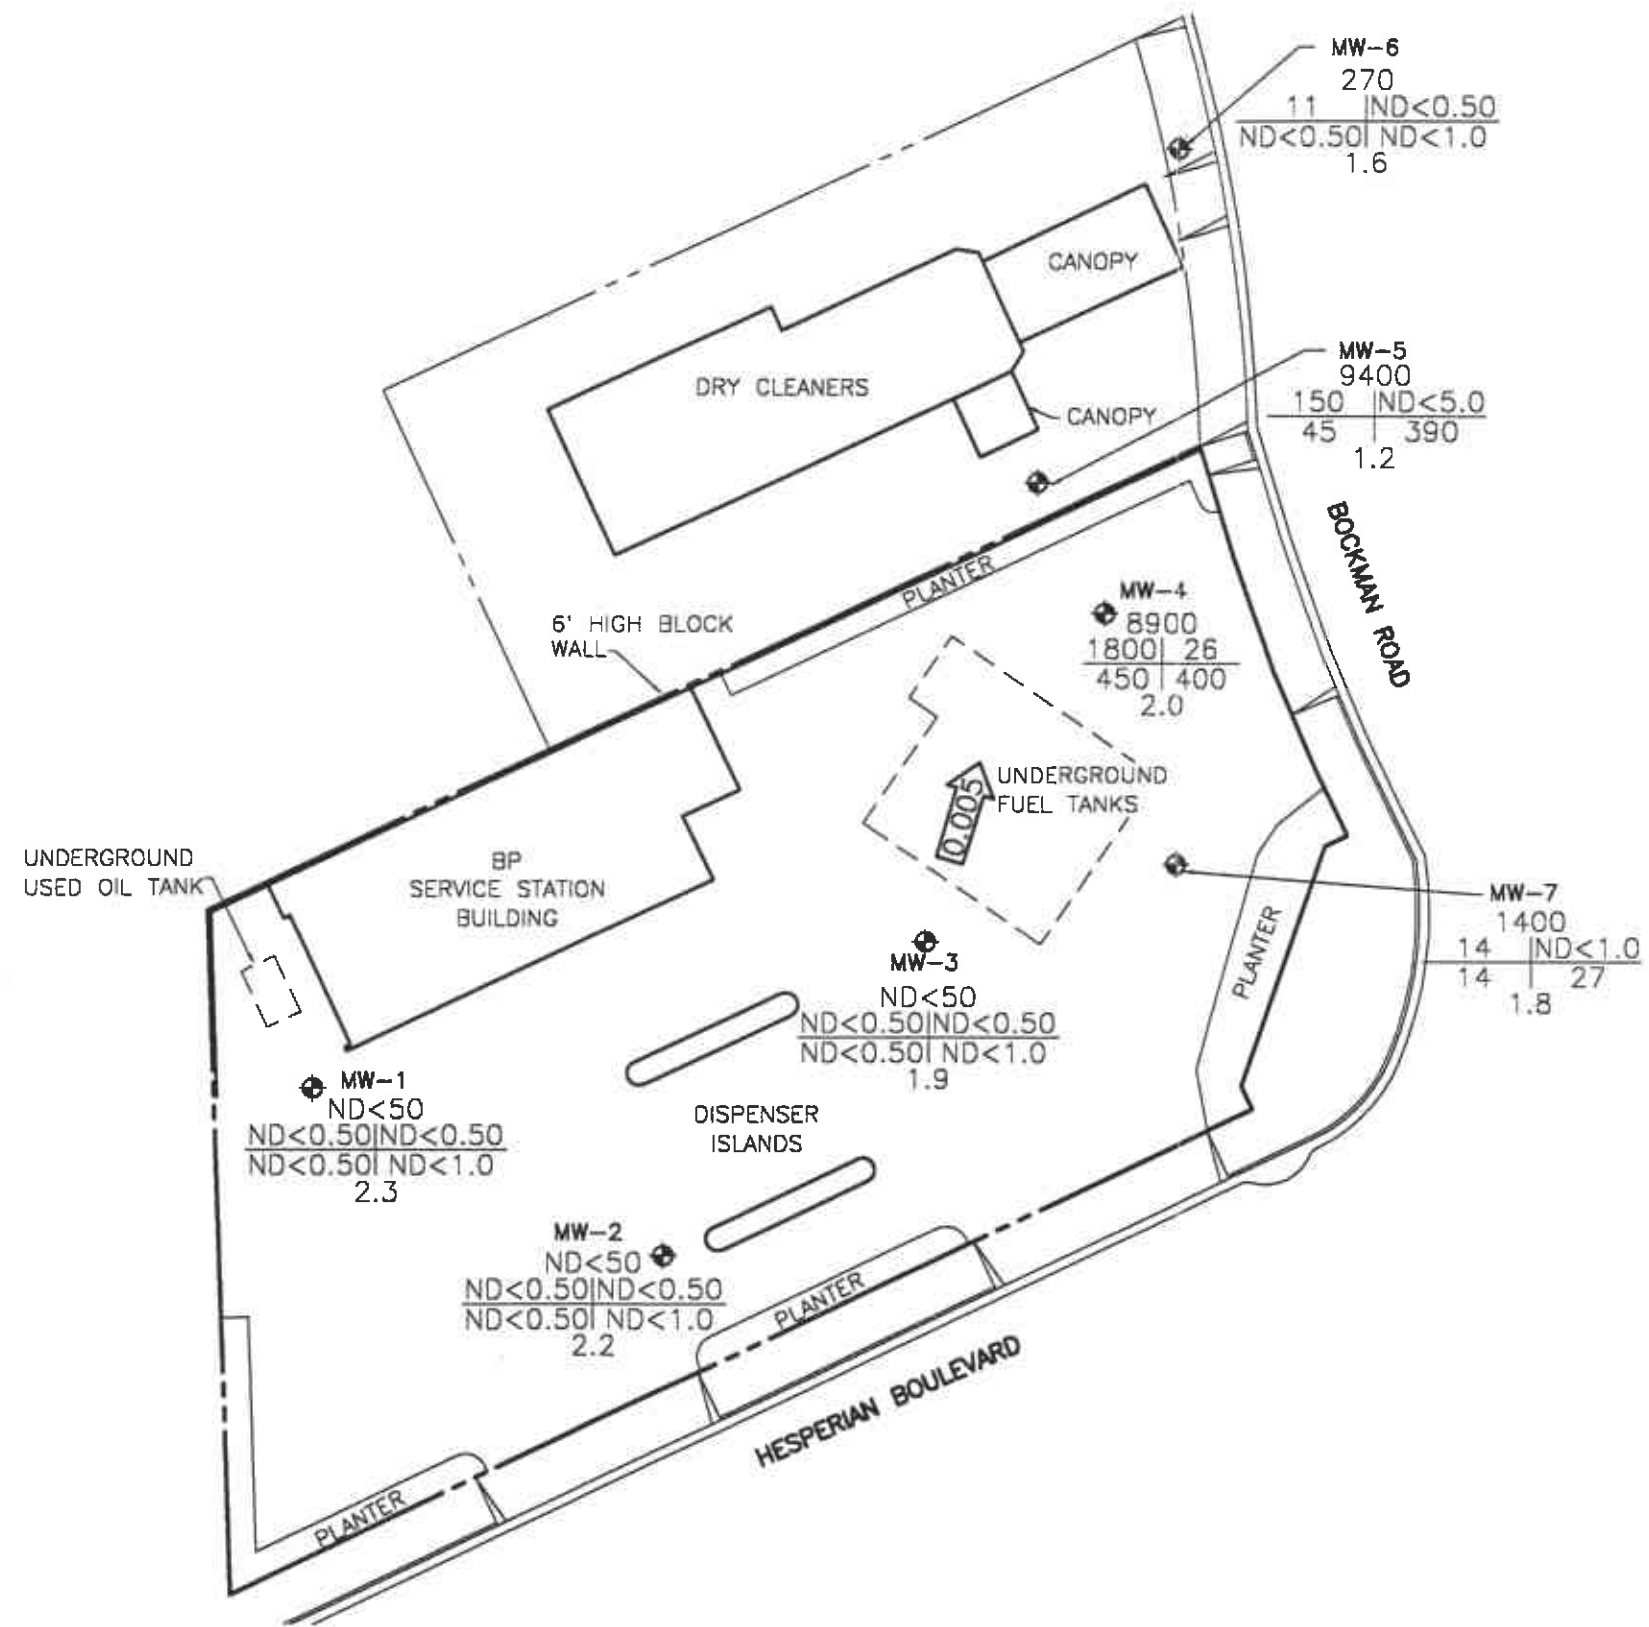 MW-6
270
11 | ND<0.50
ND<0.50 | ND<1.0
1.6
CANOPY
DRY CLEANERS
MW-5
9400
150 | ND<5.0
45 | 390
1.2
CANOPY
BOCKMAN ROAD
PLANTER
MW-4
8900
1800 | 26
450 | 400
2.0
6' HIGH BLOCK
WALL
UNDERGROUND
FUEL TANKS
0.005
UNDERGROUND
USED OIL TANK
BP
SERVICE STATION
BUILDING
MW-7
1400
14 | ND<1.0
14 | 27
1.8
PLANTER
MW-3
ND<50
ND<0.50 | ND<0.50
ND<0.50 | ND<1.0
1.9
MW-1
ND<50
ND<0.50 | ND<0.50
ND<0.50 | ND<1.0
2.3
DISPENSER
ISLANDS
MW-2
ND<50
ND<0.50 | ND<0.50
ND<0.50 | ND<1.0
2.2
PLANTER
HESPERIAN BOULEVARD
PLANTER